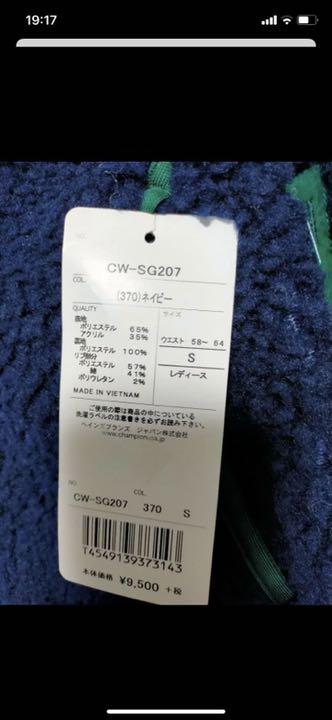 19:17
NO.
CW-SG207
COL.
(370)ネイビー
QUALITY
表地
ポリエステル 65%
アクリル 35%
裏地
ポリエステル 100%
リブ部分
ポリエステル 57%
綿 41%
ポリウレタン 2%
MADE IN VIETNAM
サイズ
ウエスト 58~ 64
S
レディース
ご使用の際は商品の中についている
洗濯ラベルの注意書きを必ずお読み下さい。
ヘインズブランズ ジャパン株式会社
www.champion.co.jp
NO. COL.
CW-SG207 370 S
T4549139373143
本体価格 ¥9,500 +税